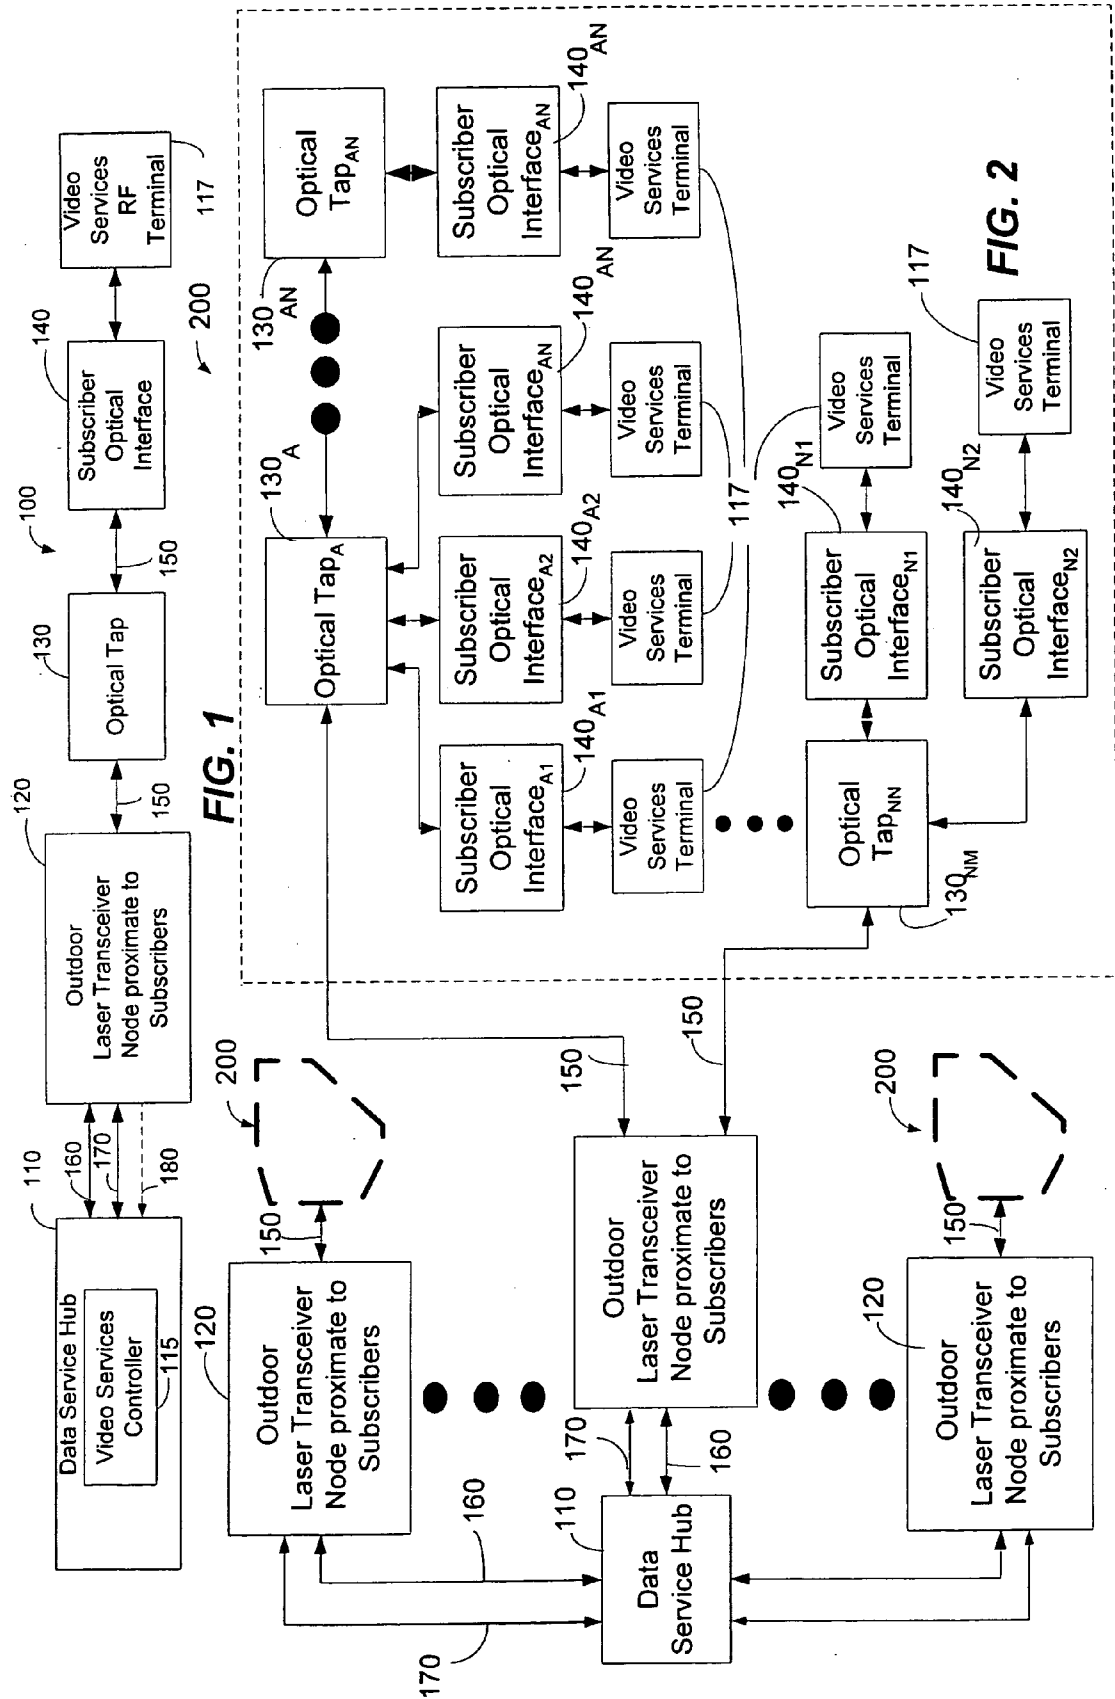 100
110
Data Service Hub
Video Services
Controller
115
160
170
180
120
Outdoor
Laser Transceiver
Node proximate to
Subscribers
150
130
Optical Tap
150
140
Subscriber
Optical
Interface
Video
Services
RF
Terminal
117
FIG. 1
200
120
Outdoor
Laser Transceiver
Node proximate to
Subscribers
150
200
170
160
110
Data
Service Hub
170
160
Outdoor
Laser Transceiver
Node proximate to
Subscribers
150
150
120
Outdoor
Laser Transceiver
Node proximate to
Subscribers
150
200
Optical TapA
130A
Optical
TapAN
130AN
Subscriber
Optical
InterfaceA1
140A1
Subscriber
Optical
InterfaceA2
140A2
Subscriber
Optical
InterfaceAN
140AN
Subscriber
Optical
InterfaceAN
140AN
Video
Services
Terminal
Video
Services
Terminal
Video
Services
Terminal
Video
Services
Terminal
117
Optical
TapNN
130NM
Subscriber
Optical
InterfaceN1
140N1
Video
Services
Terminal
Subscriber
Optical
InterfaceN2
140N2
Video
Services
Terminal
117
FIG. 2